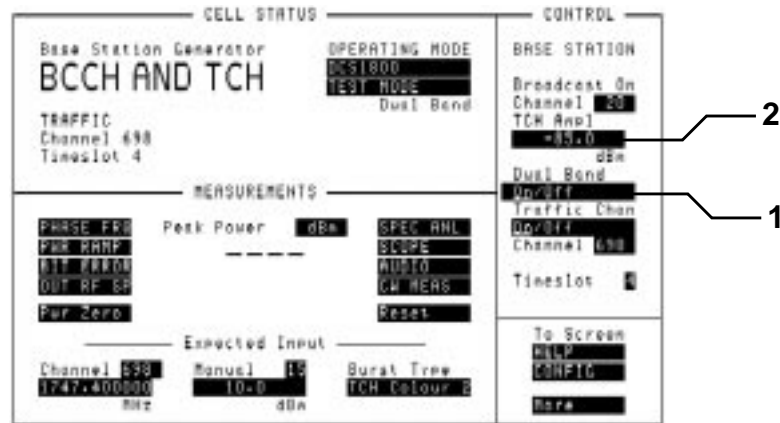 CELL STATUS
Base Station Generator
BCCH AND TCH
TRAFFIC
Channel 698
Timeslot 4
OPERATING MODE
DCS1800
TEST MODE
Dual Band
CONTROL
BASE STATION
Broadcast On
Channel 20
TCH Ampl
-85.0
dBm
Dual Band
On/Off
Traffic Chan
On/Off
Channel 698
Timeslot 4
2
1
MEASUREMENTS
PHASE FRQ
PWR RAMP
BIT ERROR
OUT RF SP
Pwr Zero
Peak Power dBm
----
SPEC ANL
SCOPE
AUDIO
CW MEAS
Reset
Expected Input
Channel 698
1747.400000
MHz
Manual 15
10.0
dBm
Burst Type
TCH Colour
To Screen
HELP
CONFIG
More